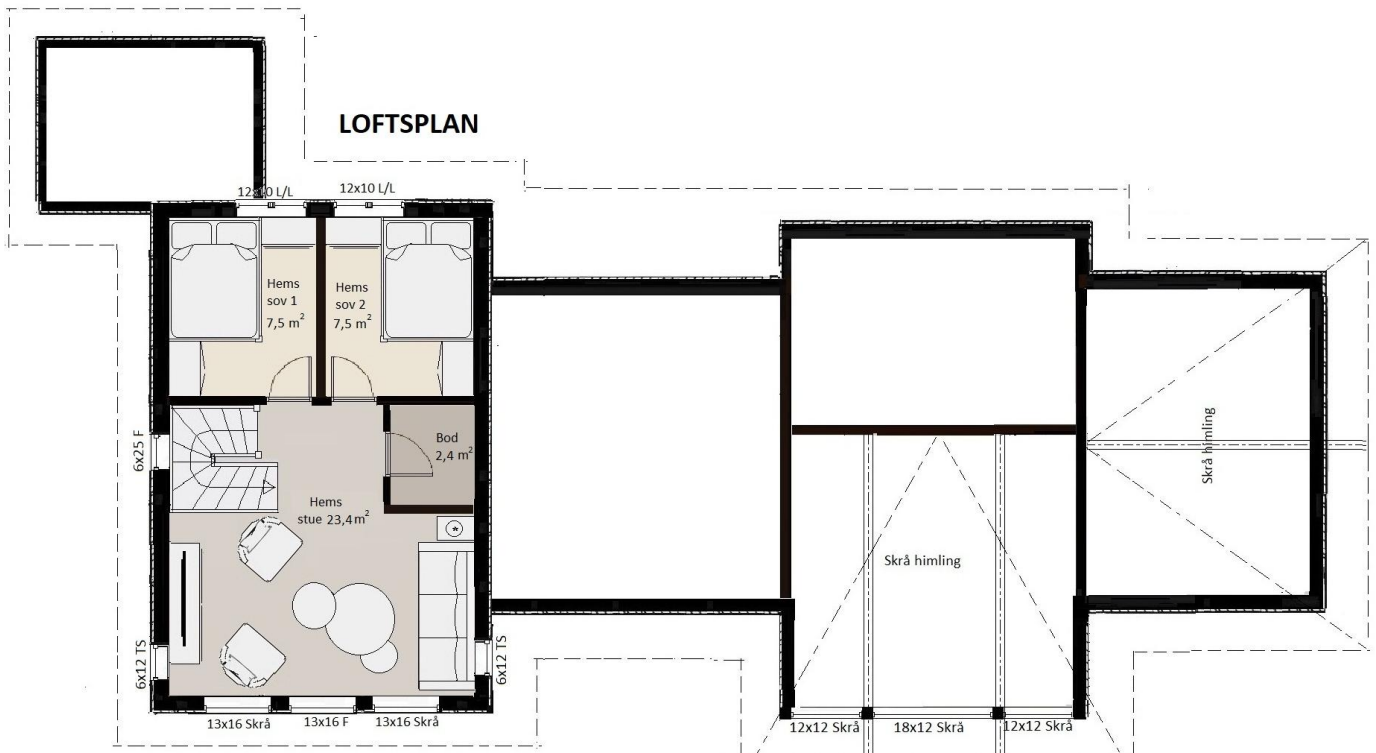 LOFTSPLAN
12x10 L/L
12x10 L/L
Hems
sov 1
7,5 m²
Hems
sov 2
7,5 m²
6x25 F
Bod
2,4 m²
Hems
stue 23,4 m²
Skrå himling
Skrå himling
6x12 TS
6x12 TS
13x16 Skrå
13x16 F
13x16 Skrå
12x12 Skrå
18x12 Skrå
12x12 Skrå